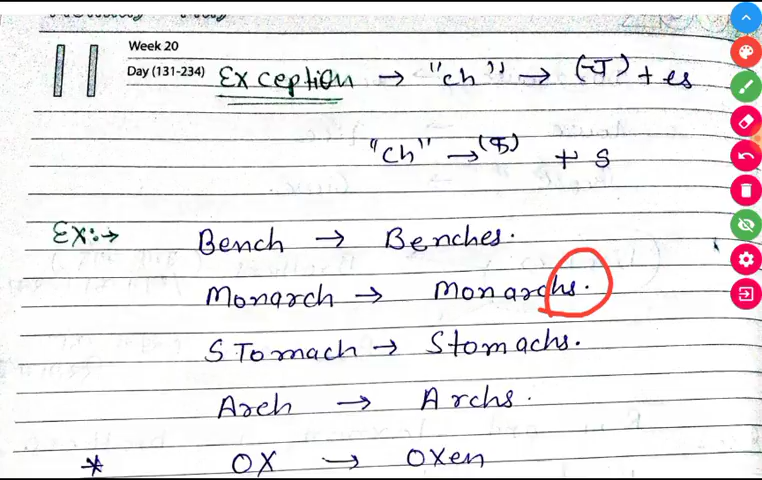 11
Week 20
Day (131-234)
Exception → "ch" → (च) + es
"ch" → (क) + s
Ex:→ Bench → Benches.
Monarch → Monarchs.
Stomach → Stomachs.
Arch → Archs.
* OX → OXen